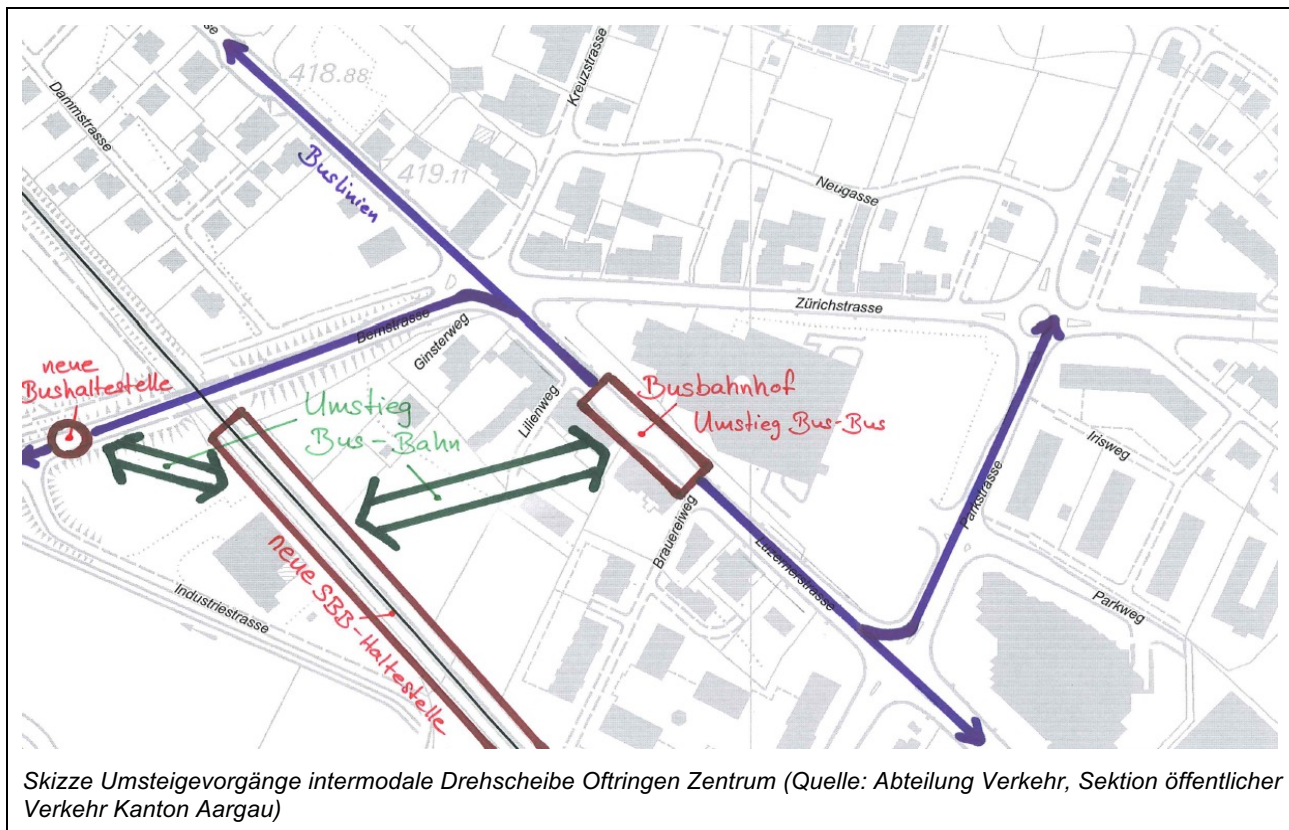 sse
418.88
Dammstrasse
Kreuzstrasse
Buslinien
419.11
Neugasse
Zürichstrasse
Bernstrasse
Ginsterweg
neue
Bushaltestelle
Umstieg
Bus-Bahn
Lilienweg
Busbahnhof
Umstieg Bus-Bus
Irisweg
Parkstrasse
Brauereiweg
Luzernerstrasse
Parkweg
neue SBB-Haltestelle
Industriestrasse
Skizze Umsteigevorgänge intermodale Drehscheibe Oftringen Zentrum (Quelle: Abteilung Verkehr, Sektion öffentlicher
Verkehr Kanton Aargau)